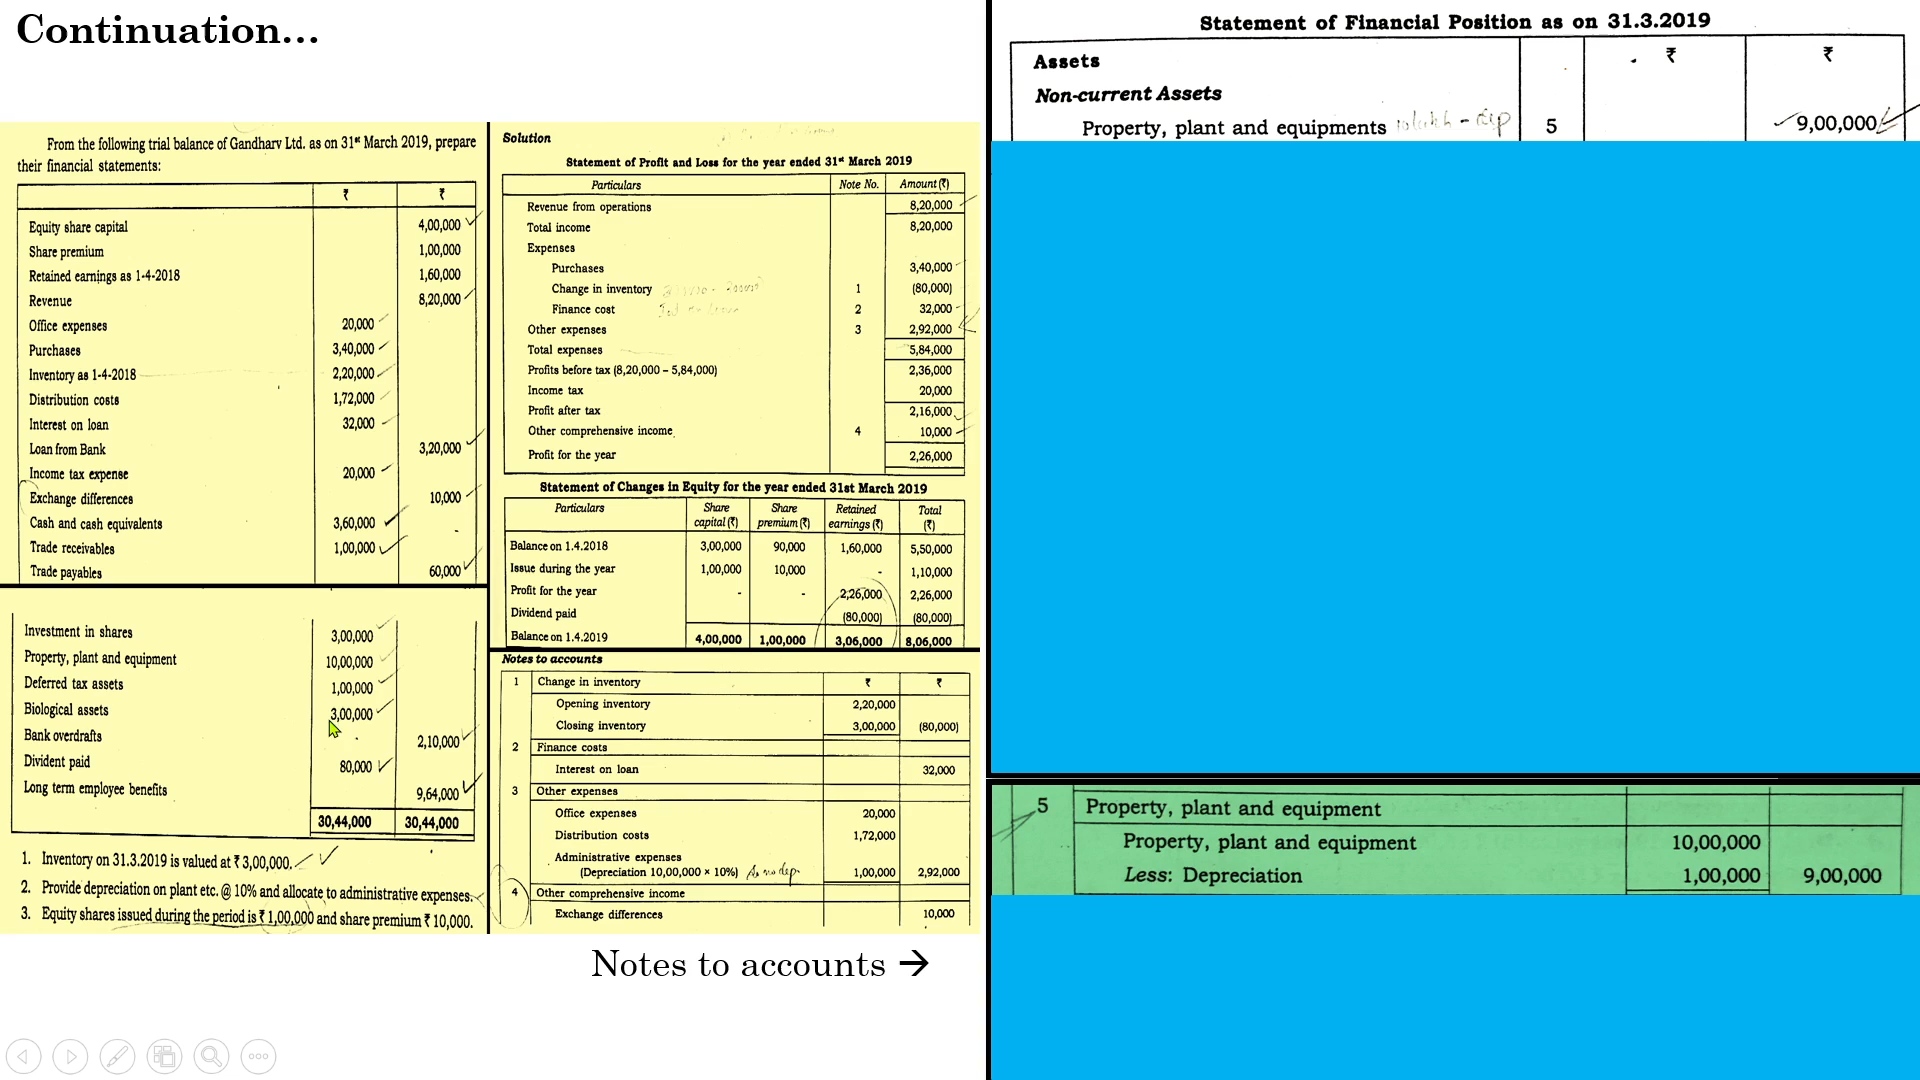 Continuation...
From the following trial balance of Gandharv Ltd. as on 31st March 2019, prepare
their financial statements:
₹ ₹
Equity share capital 4,00,000
Share premium 1,00,000
Retained earnings as 1-4-2018 1,60,000
Revenue 8,20,000
Office expenses 20,000
Purchases 3,40,000
Inventory as 1-4-2018 2,20,000
Distribution costs 1,72,000
Interest on loan 32,000
Loan from Bank 3,20,000
Income tax expense 20,000
Exchange differences 10,000
Cash and cash equivalents 3,60,000 -
Trade receivables 1,00,000
Trade payables 60,000
Investment in shares 3,00,000
Property, plant and equipment 10,00,000
Deferred tax assets 1,00,000
Biological assets 3,00,000
Bank overdrafts 2,10,000
Divident paid 80,000
Long term employee benefits 9,64,000
30,44,000 30,44,000
1. Inventory on 31.3.2019 is valued at ₹ 3,00,000.
2. Provide depreciation on plant etc. @ 10% and allocate to administrative expenses.
3. Equity shares issued during the period is ₹ 1,00,000 and share premium ₹ 10,000.
Solution
Statement of Profit and Loss for the year ended 31st March 2019
Particulars Note No. Amount (₹)
Revenue from operations 8,20,000
Total income 8,20,000
Expenses
Purchases 3,40,000
Change in inventory 1 (80,000)
Finance cost 2 32,000
Other expenses 3 2,92,000
Total expenses 5,84,000
Profits before tax (8,20,000 – 5,84,000) 2,36,000
Income tax 20,000
Profit after tax 2,16,000
Other comprehensive income 4 10,000
Profit for the year 2,26,000
Statement of Changes in Equity for the year ended 31st March 2019
Particulars Share capital (₹) Share premium (₹) Retained earnings (₹) Total (₹)
Balance on 1.4.2018 3,00,000 90,000 1,60,000 5,50,000
Issue during the year 1,00,000 10,000 - 1,10,000
Profit for the year - - 2,26,000 2,26,000
Dividend paid (80,000) (80,000)
Balance on 1.4.2019 4,00,000 1,00,000 3,06,000 8,06,000
Notes to accounts
1 Change in inventory ₹ ₹
Opening inventory 2,20,000
Closing inventory 3,00,000 (80,000)
2 Finance costs
Interest on loan 32,000
3 Other expenses
Office expenses 20,000
Distribution costs 1,72,000
Administrative expenses
(Depreciation 10,00,000 × 10%) 1,00,000 2,92,000
4 Other comprehensive income
Exchange differences 10,000
Notes to accounts →
Statement of Financial Position as on 31.3.2019
Assets ₹ ₹
Non-current Assets
Property, plant and equipments - dep 5 9,00,000
5 Property, plant and equipment
Property, plant and equipment 10,00,000
Less: Depreciation 1,00,000 9,00,000